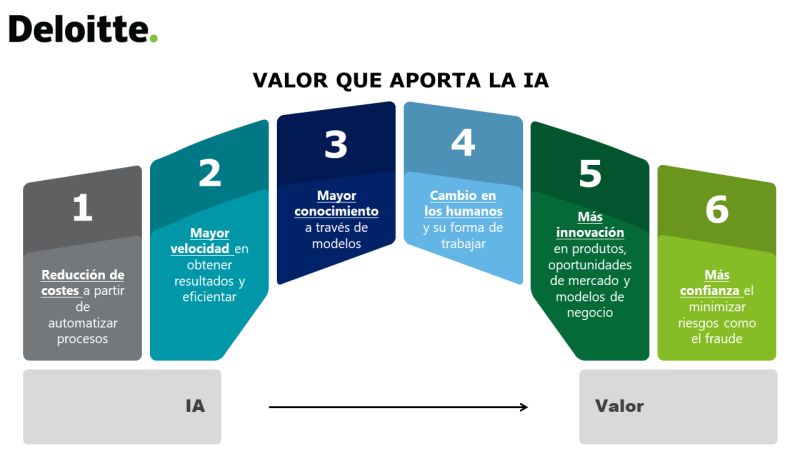 Deloitte.
VALOR QUE APORTA LA IA
1
Reducción de
costes a partir
de
automatizar
procesos
2
Mayor
velocidad en
obtener
resultados y
eficientar
3
Mayor
conocimiento
a través de
modelos
4
Cambio en
los humanos
y su forma de
trabajar
5
Más
innovación
en produtos,
oportunidades
de mercado y
modelos de
negocio
6
Más
confianza el
minimizar
riesgos como
el fraude
IA
Valor